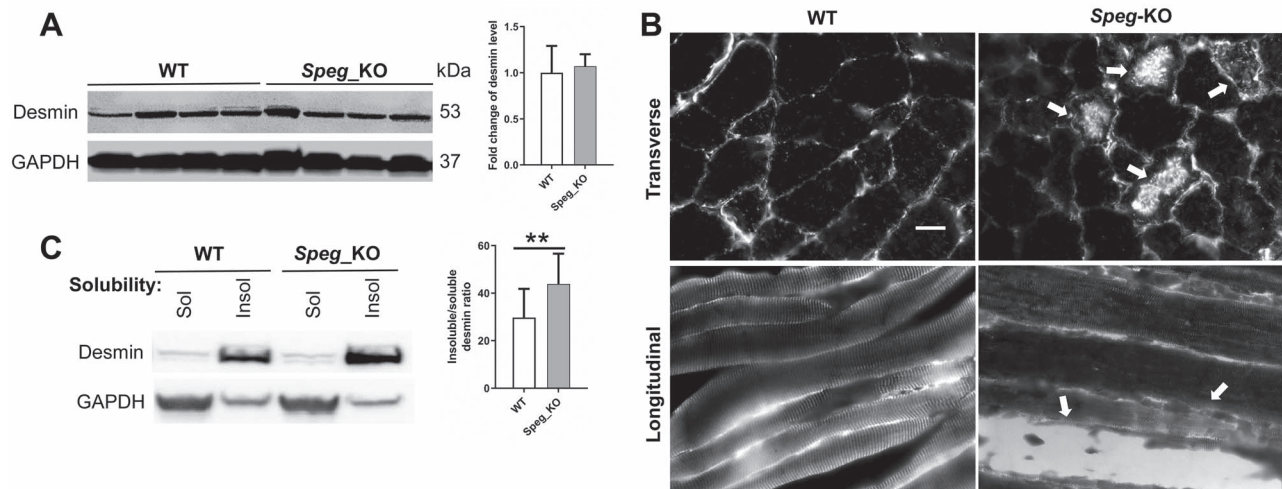 A
WT
Speg_KO
kDa
Desmin
53
GAPDH
37
Fold change of desmin level
1.5
1.0
0.5
0.0
WT
Speg_KO
B
WT
Speg-KO
Transverse
Longitudinal
C
WT
Speg_KO
Solubility:
Sol
Insol
Sol
Insol
Desmin
GAPDH
Insoluble/soluble
desmin ratio
60
40
20
0
**
WT
Speg_KO